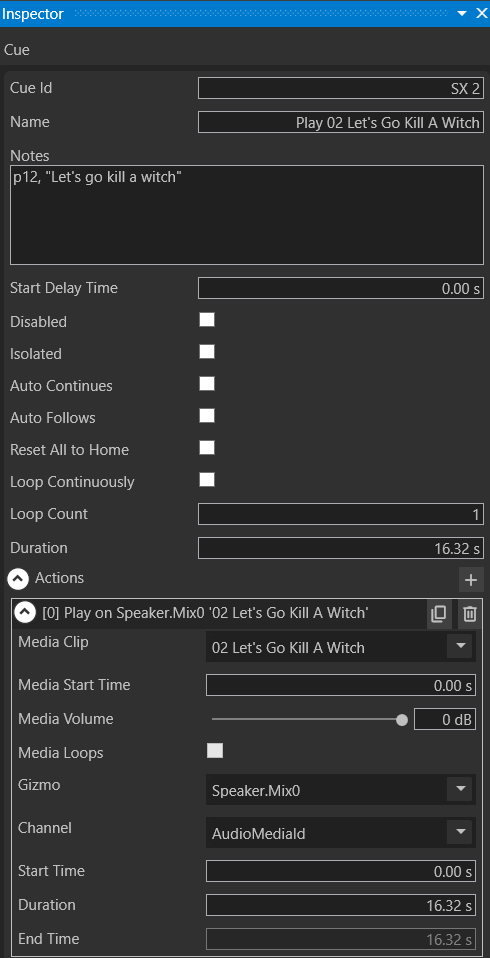 Inspector
Cue
Cue Id SX 2
Name Play 02 Let's Go Kill A Witch
Notes
p12, "Let's go kill a witch"
Start Delay Time 0.00 s
Disabled
Isolated
Auto Continues
Auto Follows
Reset All to Home
Loop Continuously
Loop Count 1
Duration 16.32 s
Actions
[0] Play on Speaker.Mix0 '02 Let's Go Kill A Witch'
Media Clip 02 Let's Go Kill A Witch
Media Start Time 0.00 s
Media Volume 0 dB
Media Loops
Gizmo Speaker.Mix0
Channel AudioMediaId
Start Time 0.00 s
Duration 16.32 s
End Time 16.32 s